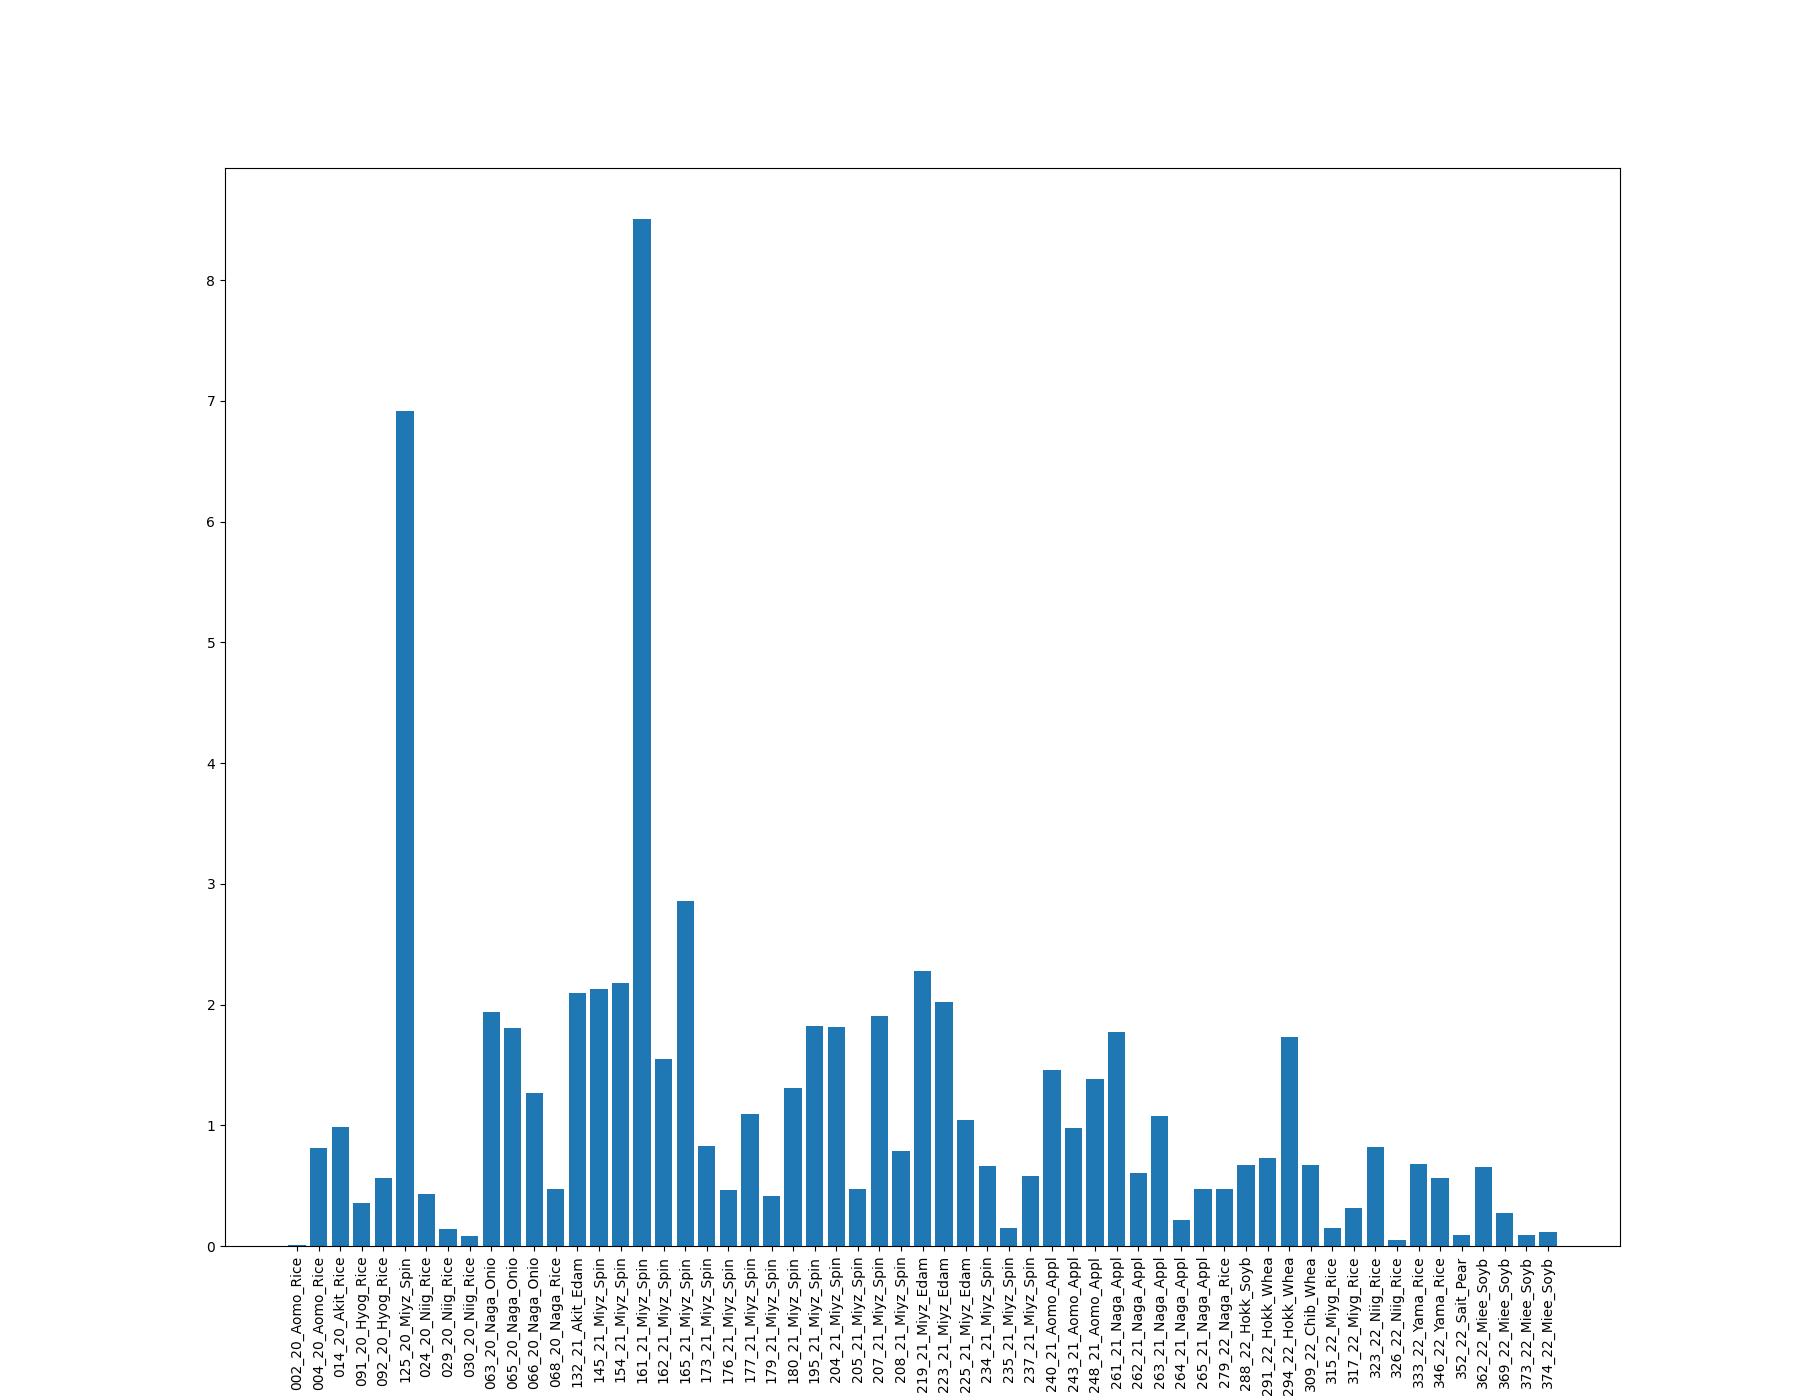 8
7
6
5
4
3
2
1
0
002_20_Aomo_Rice
004_20_Aomo_Rice
014_20_Akit_Rice
091_20_Hyog_Rice
092_20_Hyog_Rice
125_20_Miyz_Spin
024_20_Niig_Rice
029_20_Niig_Rice
030_20_Niig_Rice
063_20_Naga_Onio
065_20_Naga_Onio
066_20_Naga_Onio
068_20_Naga_Rice
132_21_Akit_Edam
145_21_Miyz_Spin
154_21_Miyz_Spin
161_21_Miyz_Spin
162_21_Miyz_Spin
165_21_Miyz_Spin
173_21_Miyz_Spin
176_21_Miyz_Spin
177_21_Miyz_Spin
179_21_Miyz_Spin
180_21_Miyz_Spin
195_21_Miyz_Spin
204_21_Miyz_Spin
205_21_Miyz_Spin
207_21_Miyz_Spin
208_21_Miyz_Spin
219_21_Miyz_Edam
223_21_Miyz_Edam
225_21_Miyz_Edam
234_21_Miyz_Spin
235_21_Miyz_Spin
237_21_Miyz_Spin
240_21_Aomo_Appl
243_21_Aomo_Appl
248_21_Aomo_Appl
261_21_Naga_Appl
262_21_Naga_Appl
263_21_Naga_Appl
264_21_Naga_Appl
265_21_Naga_Appl
279_22_Naga_Rice
288_22_Hokk_Soyb
291_22_Hokk_Whea
294_22_Hokk_Whea
309_22_Chib_Whea
315_22_Miyg_Rice
317_22_Miyg_Rice
323_22_Niig_Rice
326_22_Niig_Rice
333_22_Yama_Rice
346_22_Yama_Rice
352_22_Sait_Pear
362_22_Miee_Soyb
369_22_Miee_Soyb
373_22_Miee_Soyb
374_22_Miee_Soyb